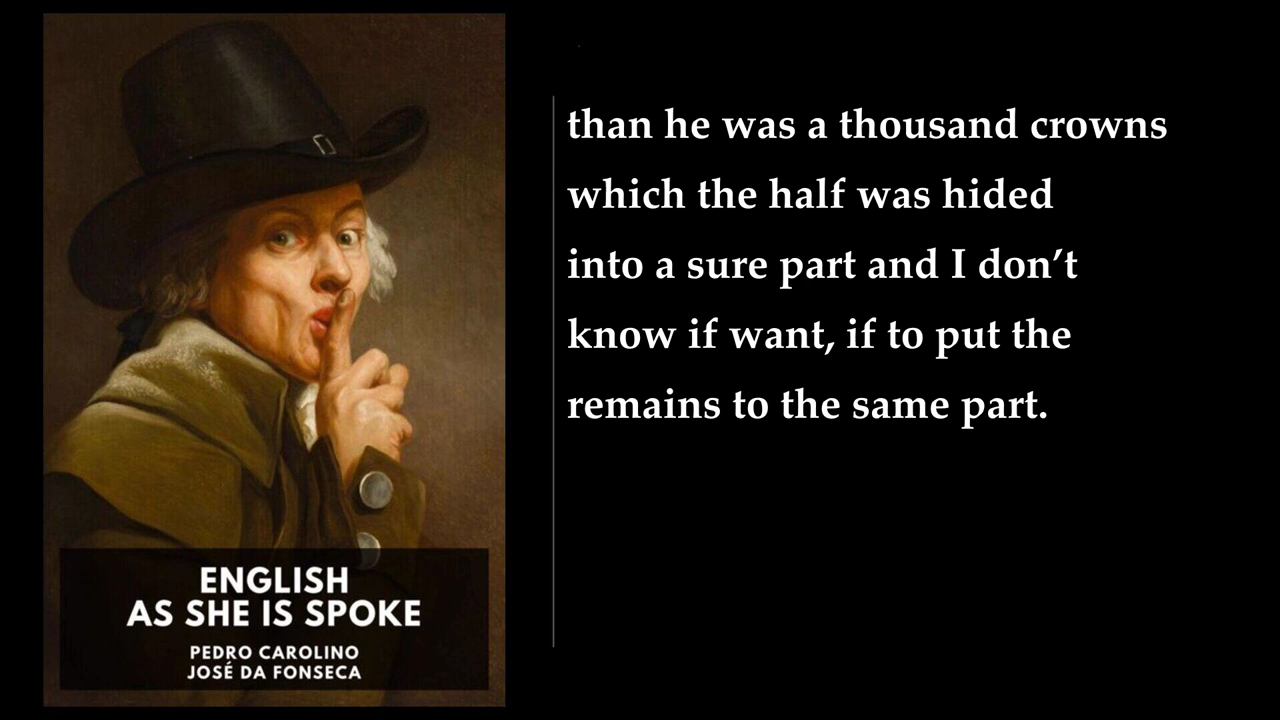 than he was a thousand crowns
which the half was hided
into a sure part and I don’t
know if want, if to put the
remains to the same part.
ENGLISH
AS SHE IS SPOKE
PEDRO CAROLINO
JOSÉ DA FONSECA